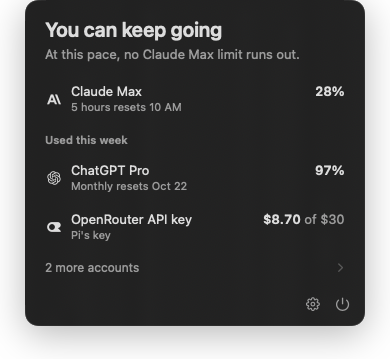 You can keep going
At this pace, no Claude Max limit runs out.
Claude Max 28%
5 hours resets 10 AM
Used this week
ChatGPT Pro 97%
Monthly resets Oct 22
OpenRouter API key $8.70 of $30
Pi's key
2 more accounts